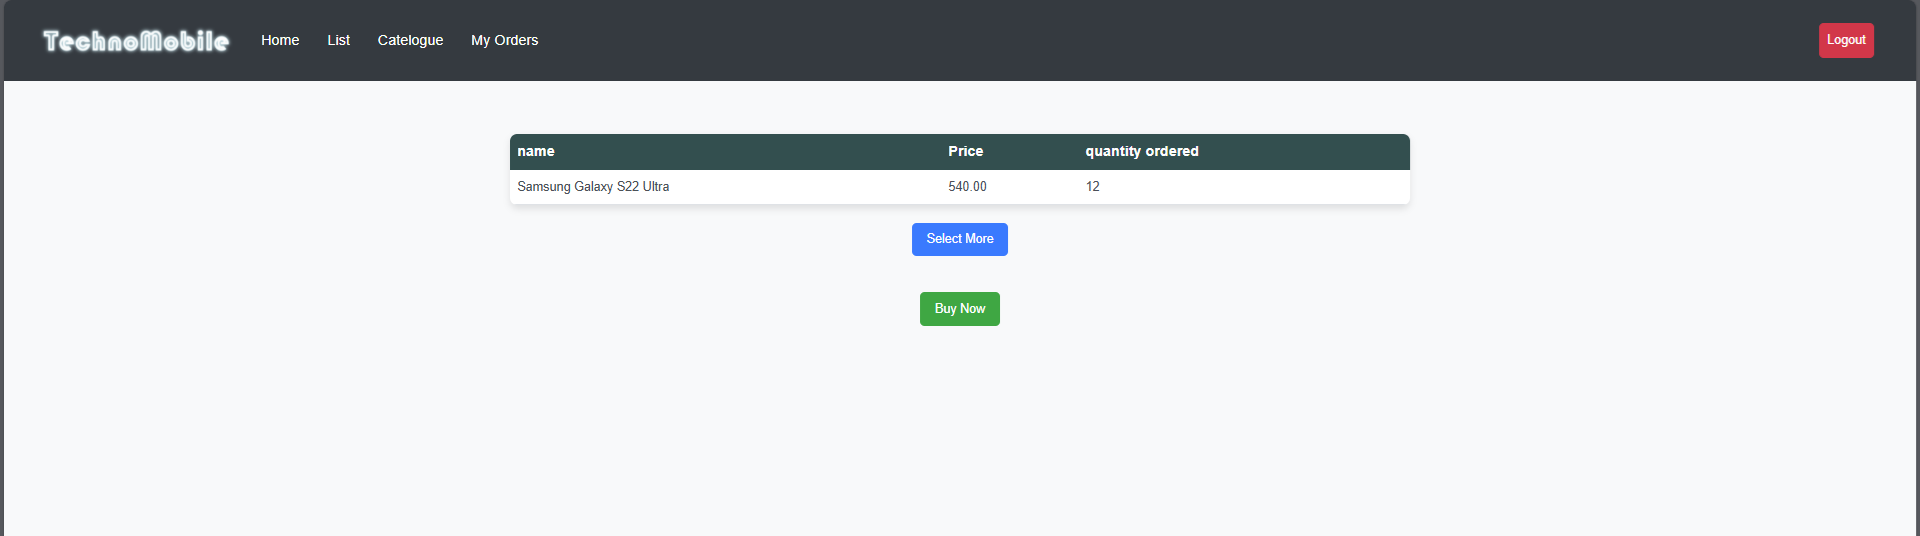 TechnoMobile Home List Catelogue My Orders Logout
name Price quantity ordered
Samsung Galaxy S22 Ultra 540.00 12
Select More
Buy Now